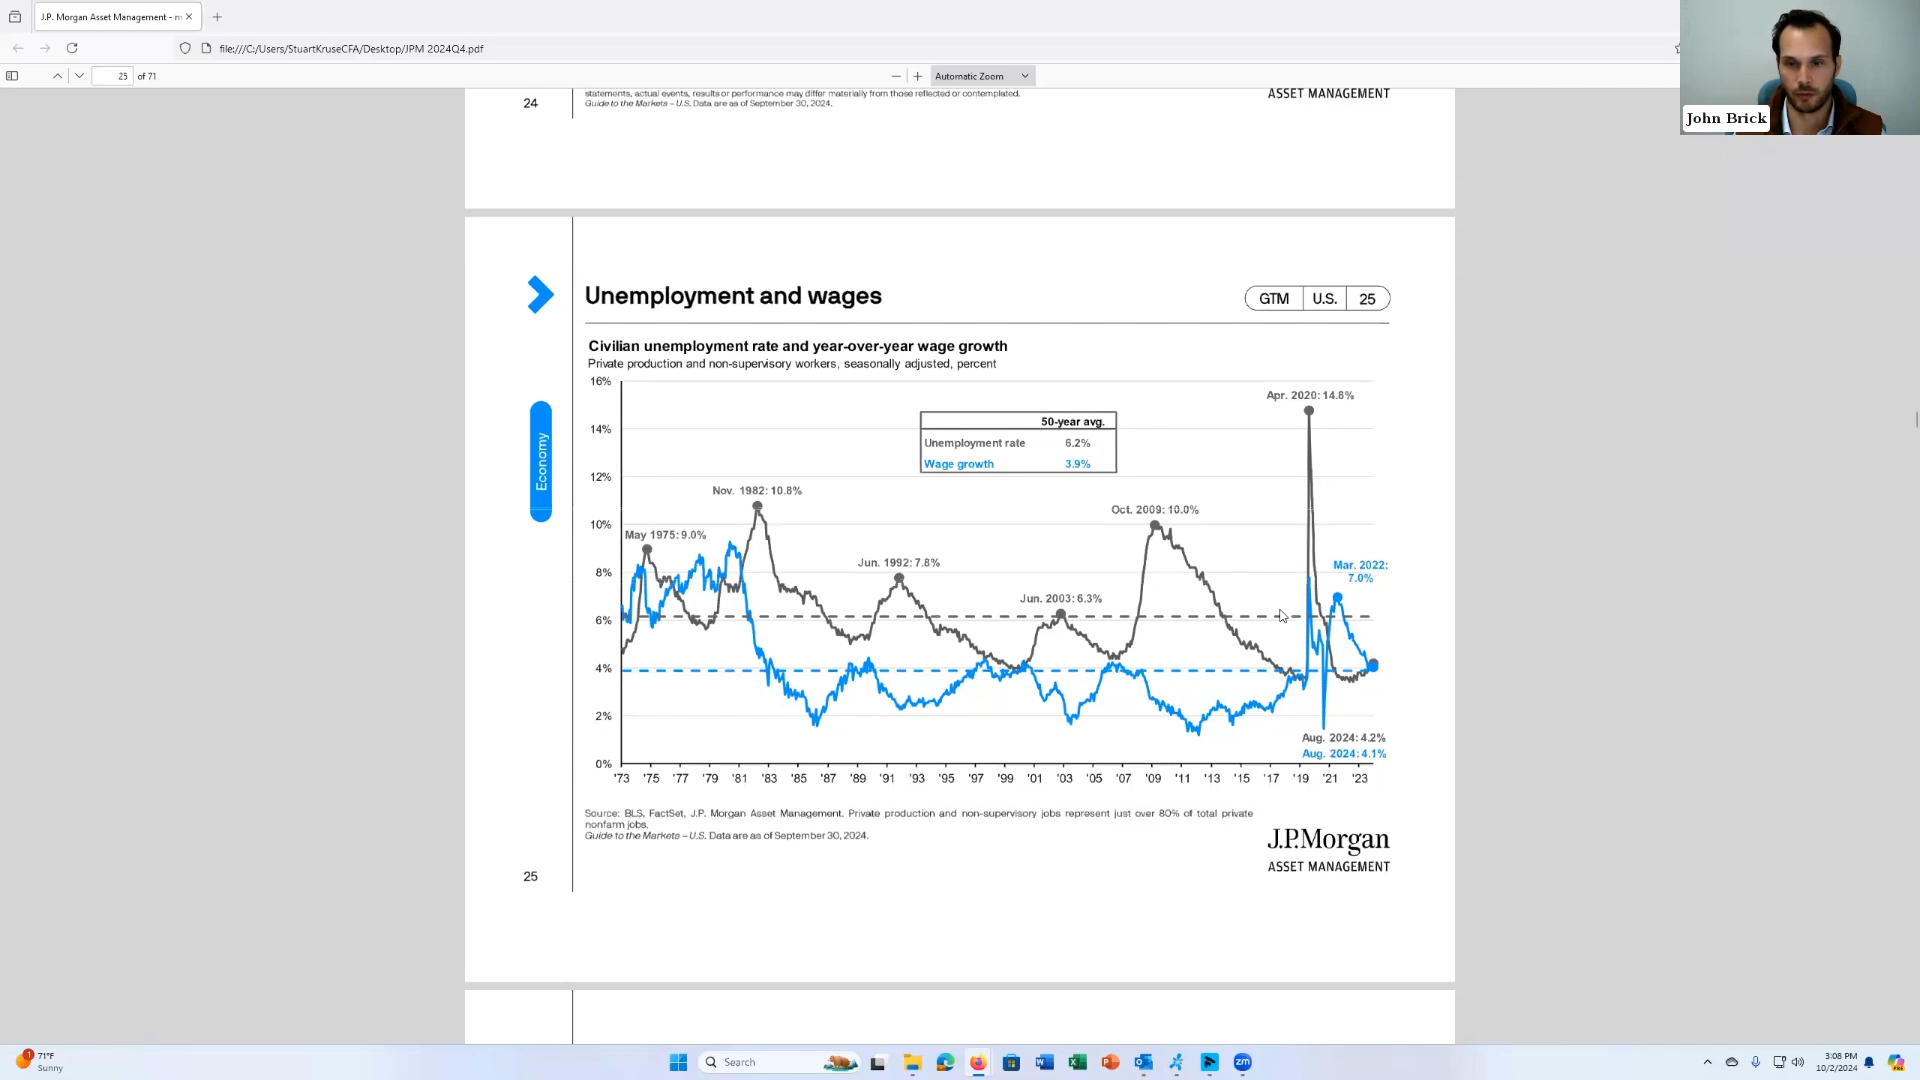 J.P. Morgan Asset Management - m
file:///C:/Users/StuartKruseCFA/Desktop/JPM 2024Q4.pdf
25 of 71
Automatic Zoom
John Brick
statements, actual events, results or performance may differ materially from those reflected or contemplated.
Guide to the Markets – U.S. Data are as of September 30, 2024.
24
ASSET MANAGEMENT
Unemployment and wages
GTM U.S. 25
Economy
Civilian unemployment rate and year-over-year wage growth
Private production and non-supervisory workers, seasonally adjusted, percent
16%
14%
12%
10%
8%
6%
4%
2%
0%
50-year avg.
Unemployment rate 6.2%
Wage growth 3.9%
May 1975: 9.0%
Nov. 1982: 10.8%
Jun. 1992: 7.8%
Jun. 2003: 6.3%
Oct. 2009: 10.0%
Apr. 2020: 14.8%
Mar. 2022:
7.0%
Aug. 2024: 4.2%
Aug. 2024: 4.1%
'73 '75 '77 '79 '81 '83 '85 '87 '89 '91 '93 '95 '97 '99 '01 '03 '05 '07 '09 '11 '13 '15 '17 '19 '21 '23
Source: BLS, FactSet, J.P. Morgan Asset Management. Private production and non-supervisory jobs represent just over 80% of total private
nonfarm jobs.
Guide to the Markets – U.S. Data are as of September 30, 2024.
J.P.Morgan
ASSET MANAGEMENT
25
1
71°F
Sunny
Search
zm
3:08 PM
10/2/2024